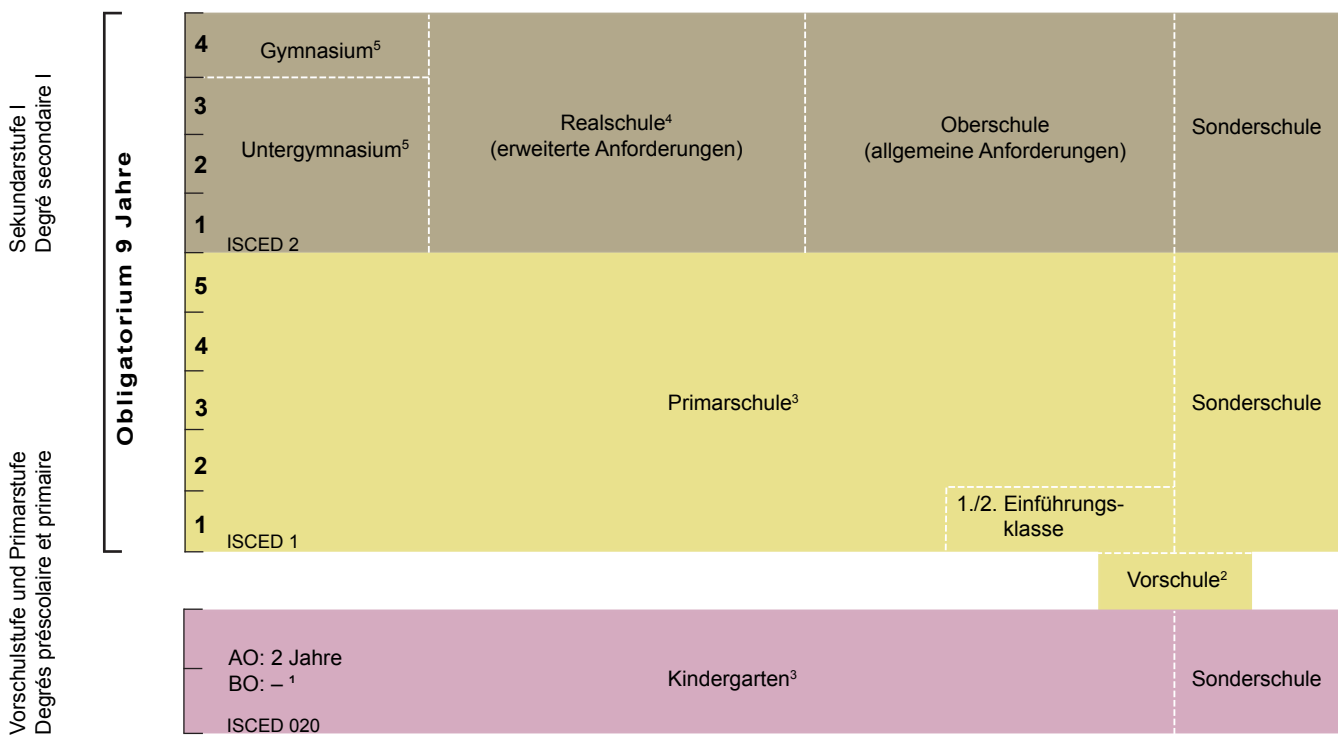 Sekundarstufe I
Degré secondaire I
Vorschulstufe und Primarstufe
Degrés préscolaire et primaire
Obligatorium 9 Jahre
4
3
2
1
Gymnasium⁵
Untergymnasium⁵
ISCED 2
Realschule⁴
(erweiterte Anforderungen)
Oberschule
(allgemeine Anforderungen)
Sonderschule
5
4
3
2
1
Primarschule³
Sonderschule
1./2. Einführungs-
klasse
ISCED 1
Vorschule²
AO: 2 Jahre
BO: – ¹
ISCED 020
Kindergarten³
Sonderschule